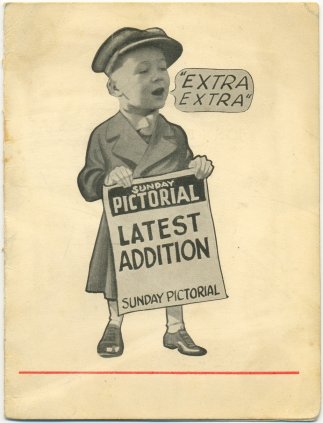 "EXTRA
EXTRA"
SUNDAY
PICTORIAL
LATEST
ADDITION
SUNDAY PICTORIAL